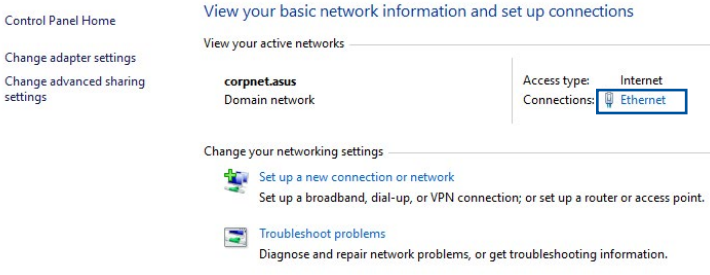 Control Panel Home
Change adapter settings
Change advanced sharing
settings
View your basic network information and set up connections
View your active networks
corpnet.asus
Domain network
Access type: Internet
Connections: Ethernet
Change your networking settings
Set up a new connection or network
Set up a broadband, dial-up, or VPN connection; or set up a router or access point.
Troubleshoot problems
Diagnose and repair network problems, or get troubleshooting information.